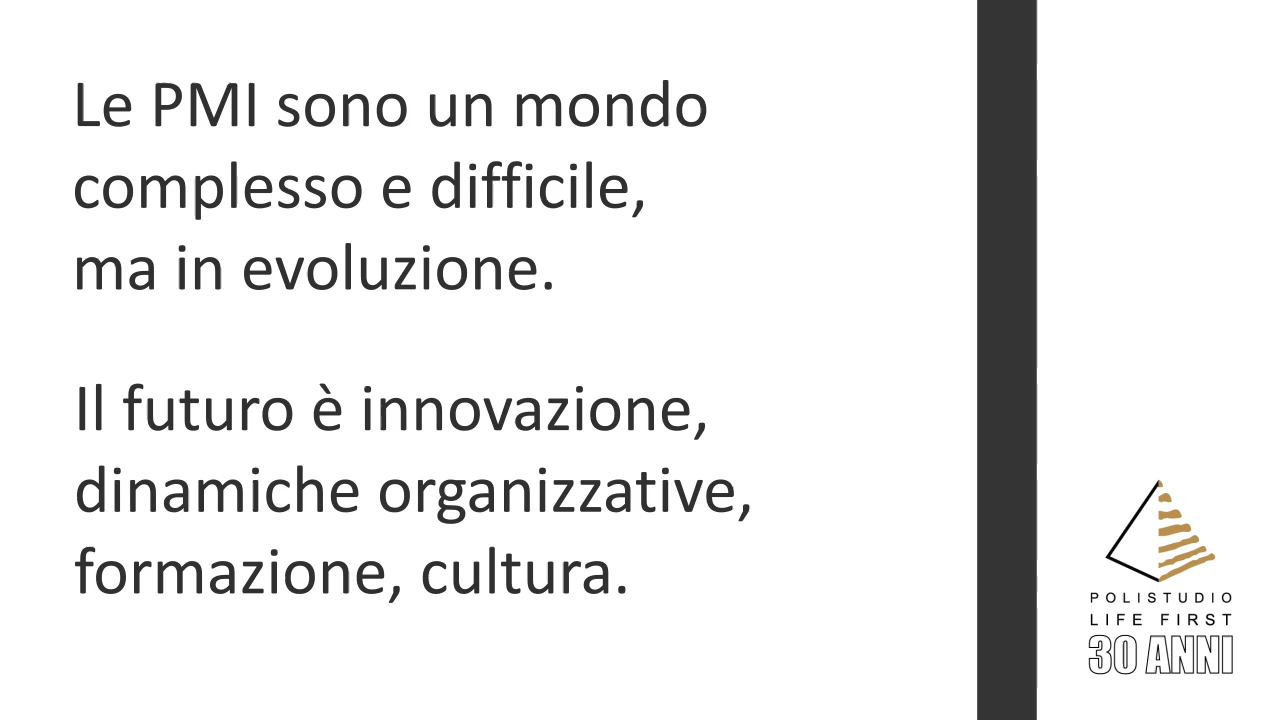 Le PMI sono un mondo
complesso e difficile,
ma in evoluzione.
Il futuro è innovazione,
dinamiche organizzative,
formazione, cultura.
POLISTUDIO
LIFE FIRST
30 ANNI